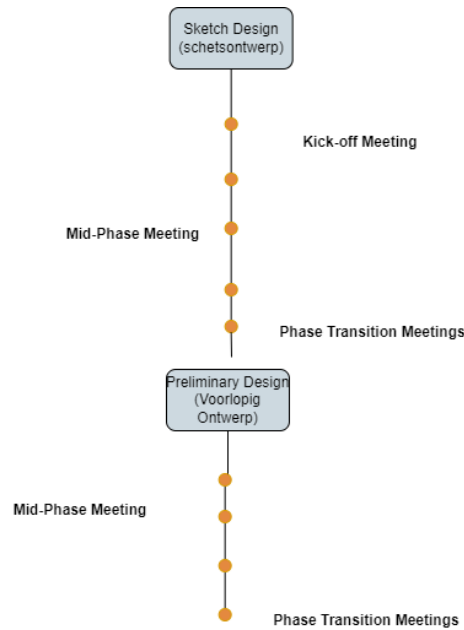 Sketch Design
(schetsontwerp)
Kick-off Meeting
Mid-Phase Meeting
Phase Transition Meetings
Preliminary Design
(Voorlopig
Ontwerp)
Mid-Phase Meeting
Phase Transition Meetings